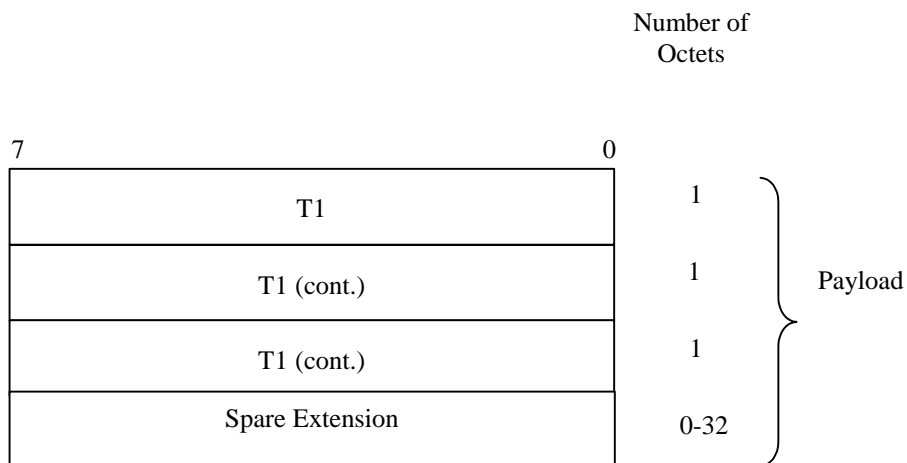 Number of
Octets
7 0
T1 1
T1 (cont.) 1
Payload
T1 (cont.) 1
Spare Extension 0-32